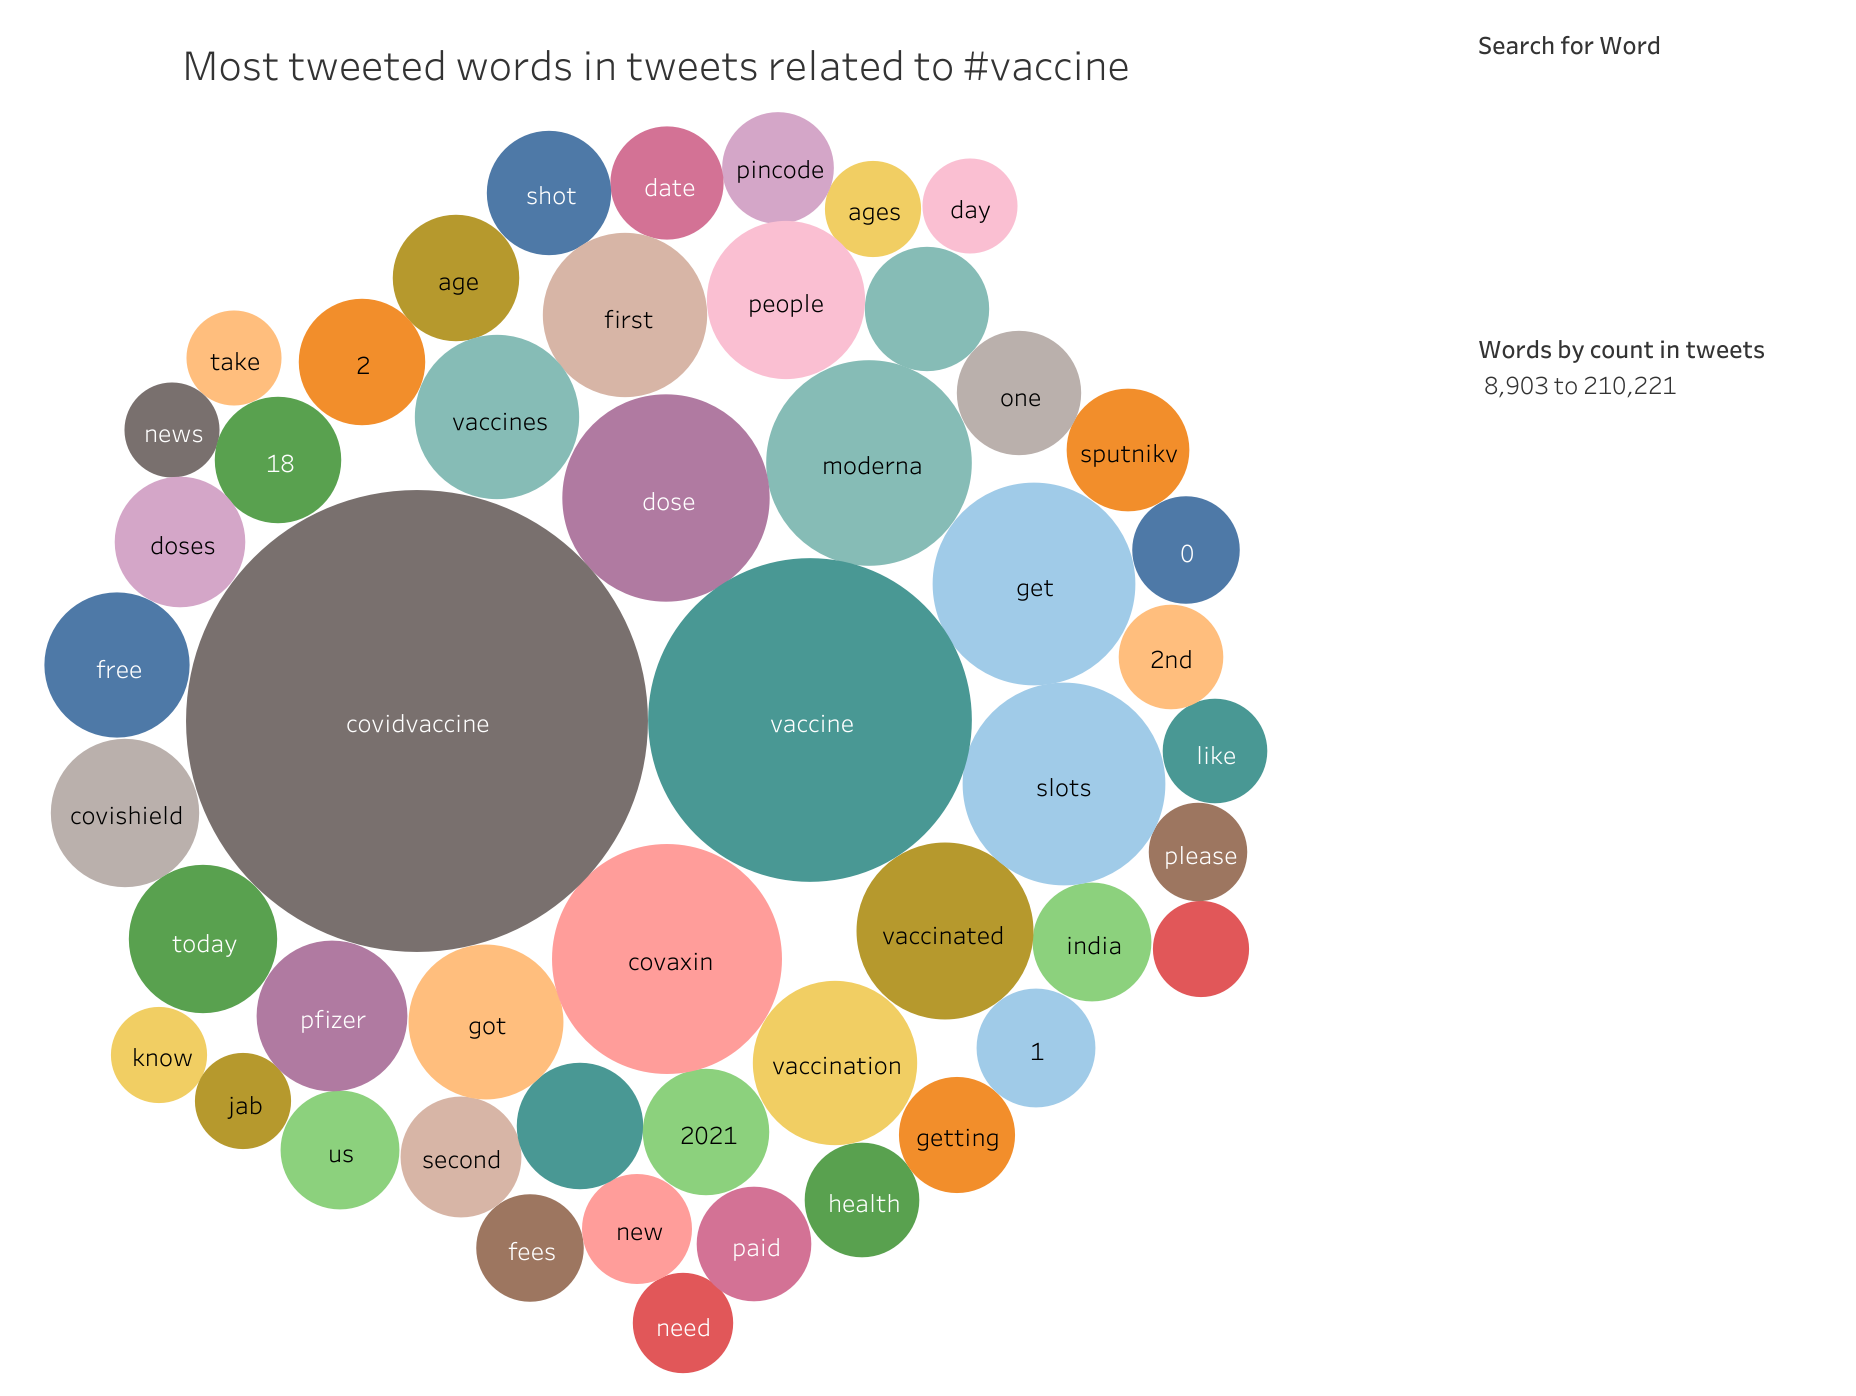 Most tweeted words in tweets related to #vaccine
Search for Word
Words by count in tweets
8,903 to 210,221
shot
date
pincode
ages
day
age
first
people
take
2
vaccines
one
news
18
dose
moderna
sputnikv
doses
get
0
free
covidvaccine
vaccine
2nd
like
covishield
slots
please
today
covaxin
vaccinated
india
pfizer
got
vaccination
1
know
jab
us
second
2021
getting
health
fees
new
paid
need